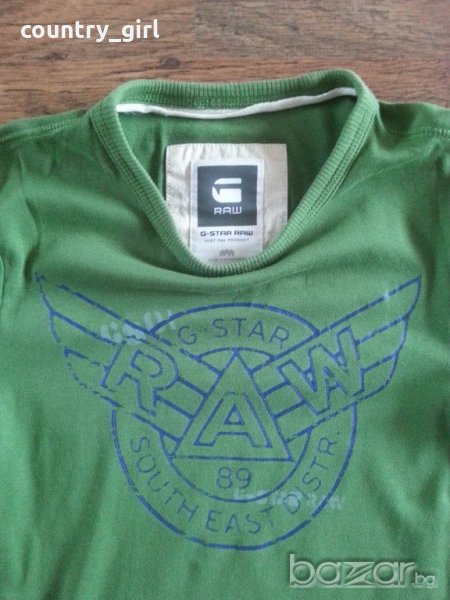 country_girl
G
RAW
G-STAR RAW
JUST THE PRODUCT
G-STAR
RAW
89
SOUTH EAST DISTR.
bazar.bg